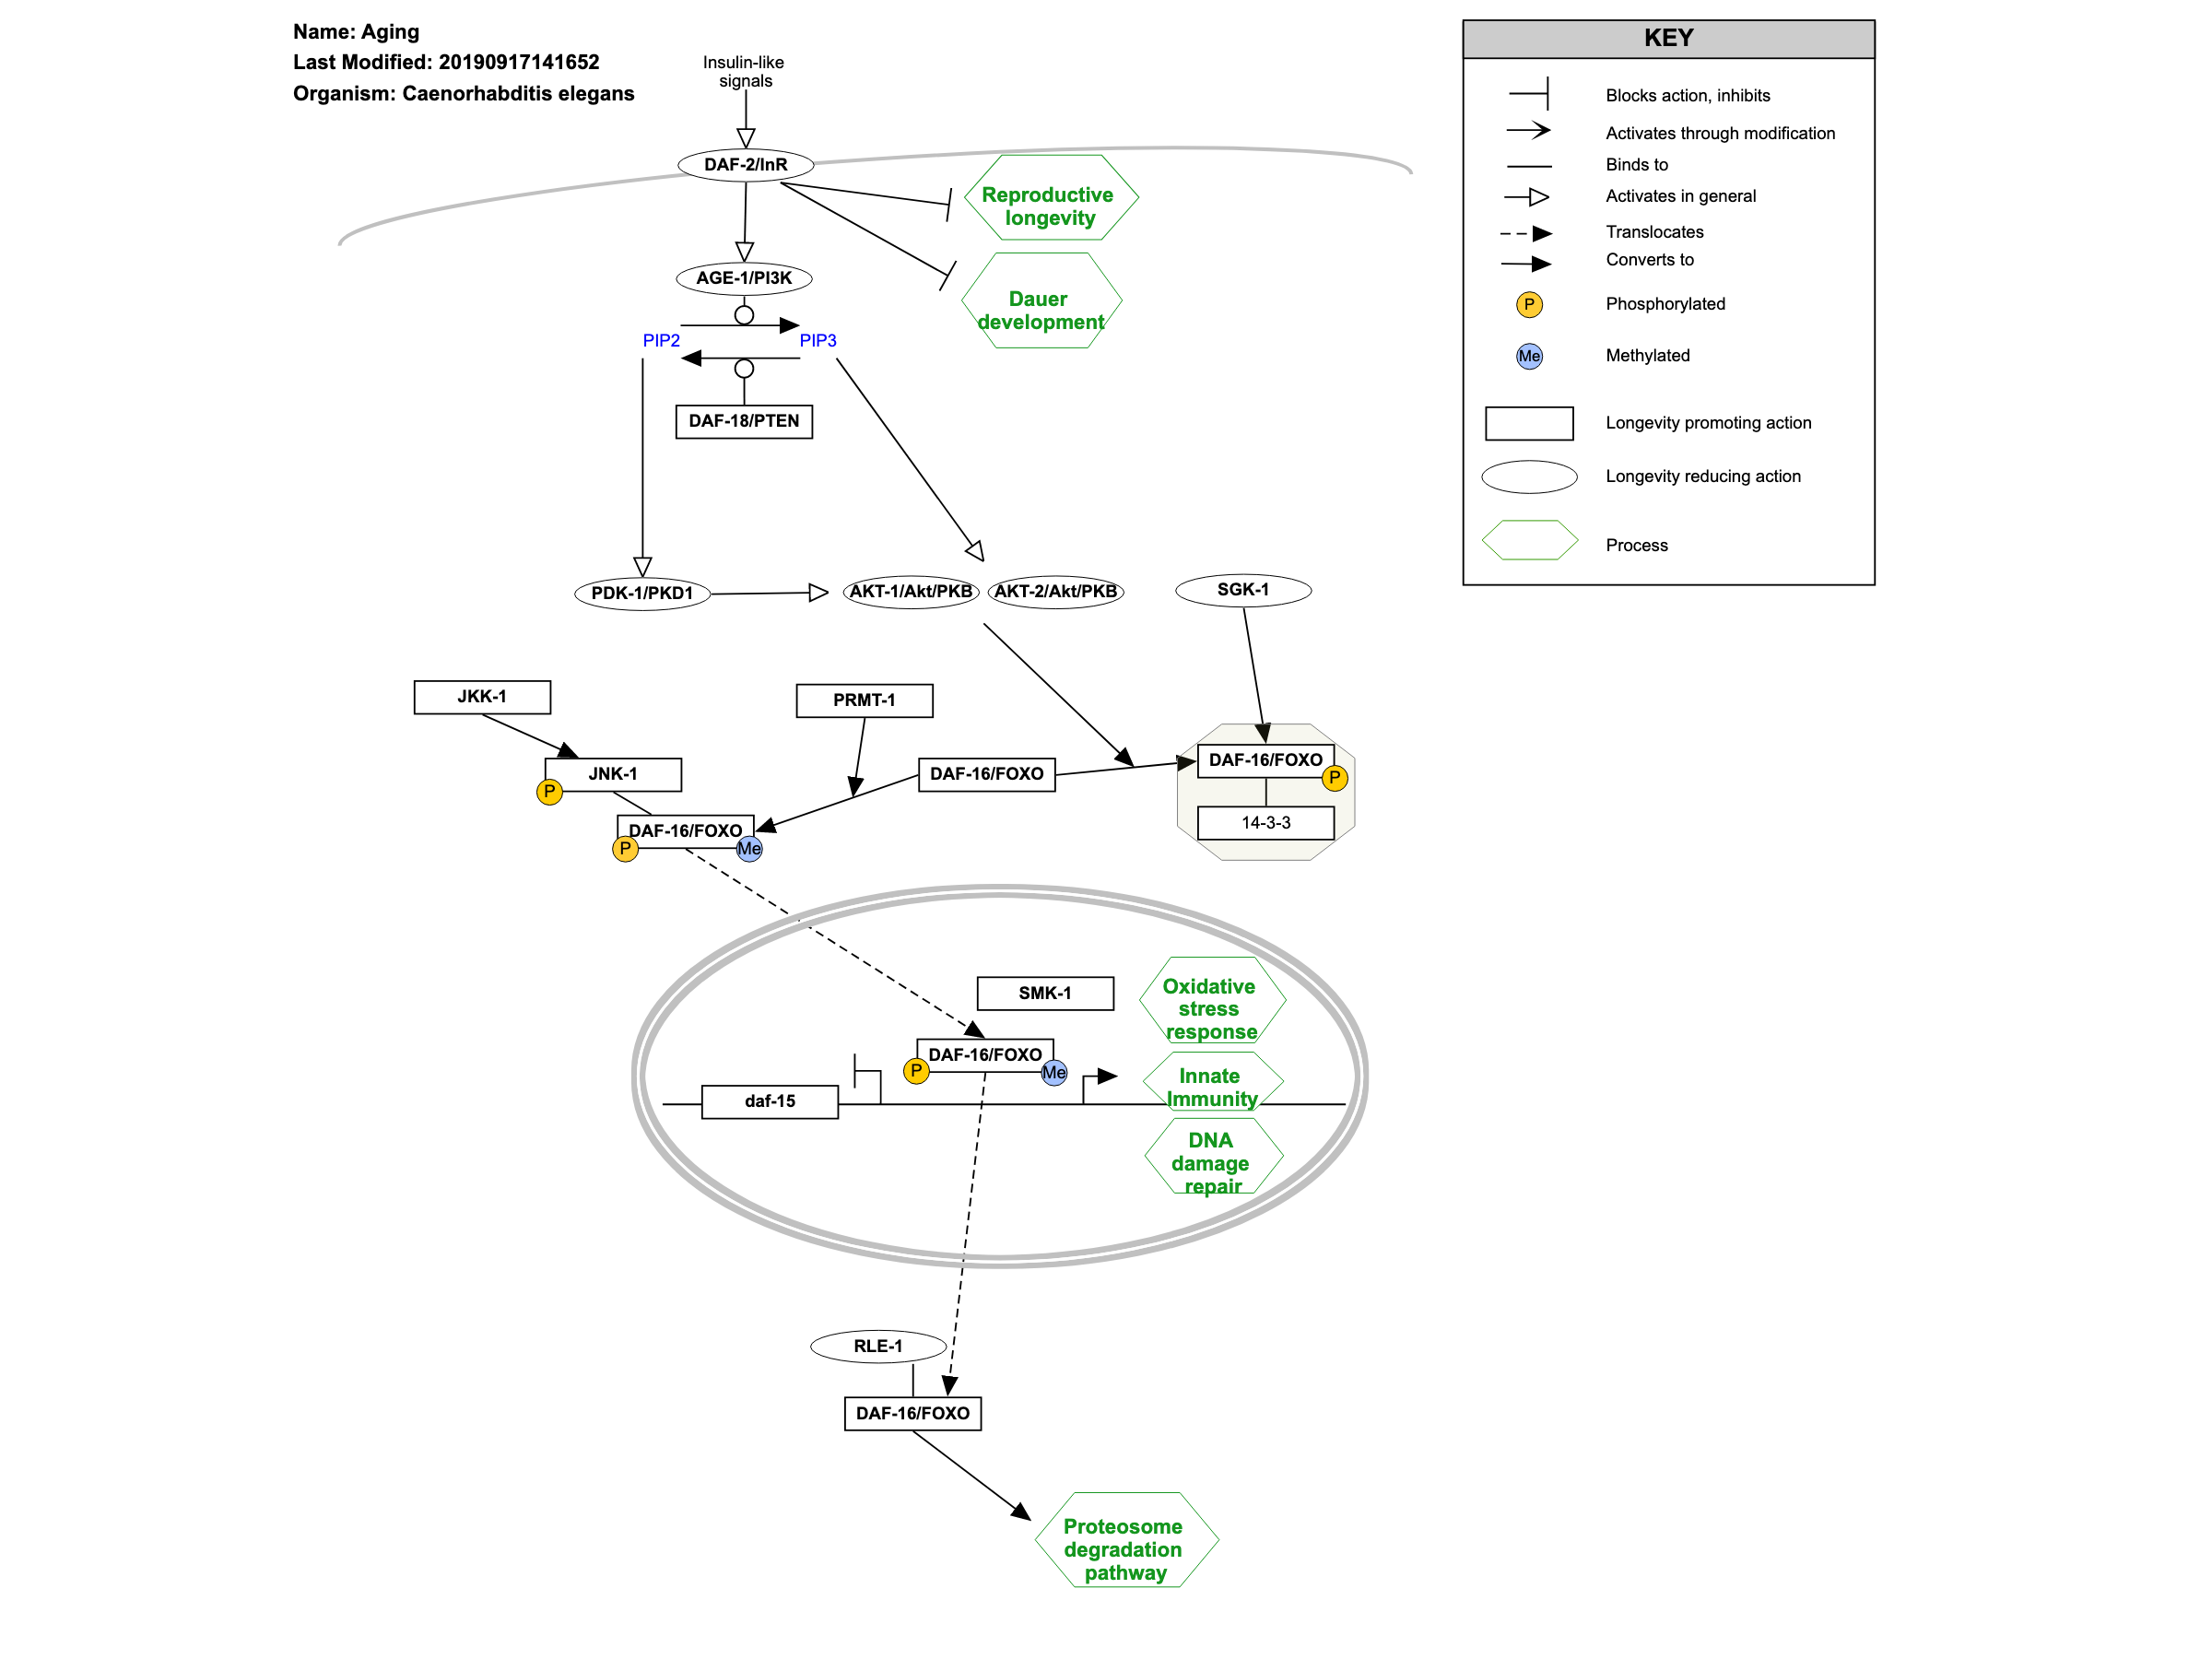 Name: Aging
Last Modified: 20190917141652
Organism: Caenorhabditis elegans
Insulin-like
signals
DAF-2/InR
Reproductive
longevity
AGE-1/PI3K
Dauer
development
PIP2
PIP3
DAF-18/PTEN
PDK-1/PKD1
AKT-1/Akt/PKB
AKT-2/Akt/PKB
SGK-1
JKK-1
PRMT-1
JNK-1
P
DAF-16/FOXO
DAF-16/FOXO
P
14-3-3
DAF-16/FOXO
P
Me
SMK-1
Oxidative
stress
response
DAF-16/FOXO
P
Me
Innate
Immunity
daf-15
DNA
damage
repair
RLE-1
DAF-16/FOXO
Proteosome
degradation
pathway
KEY
Blocks action, inhibits
Activates through modification
Binds to
Activates in general
Translocates
Converts to
P
Phosphorylated
Me
Methylated
Longevity promoting action
Longevity reducing action
Process